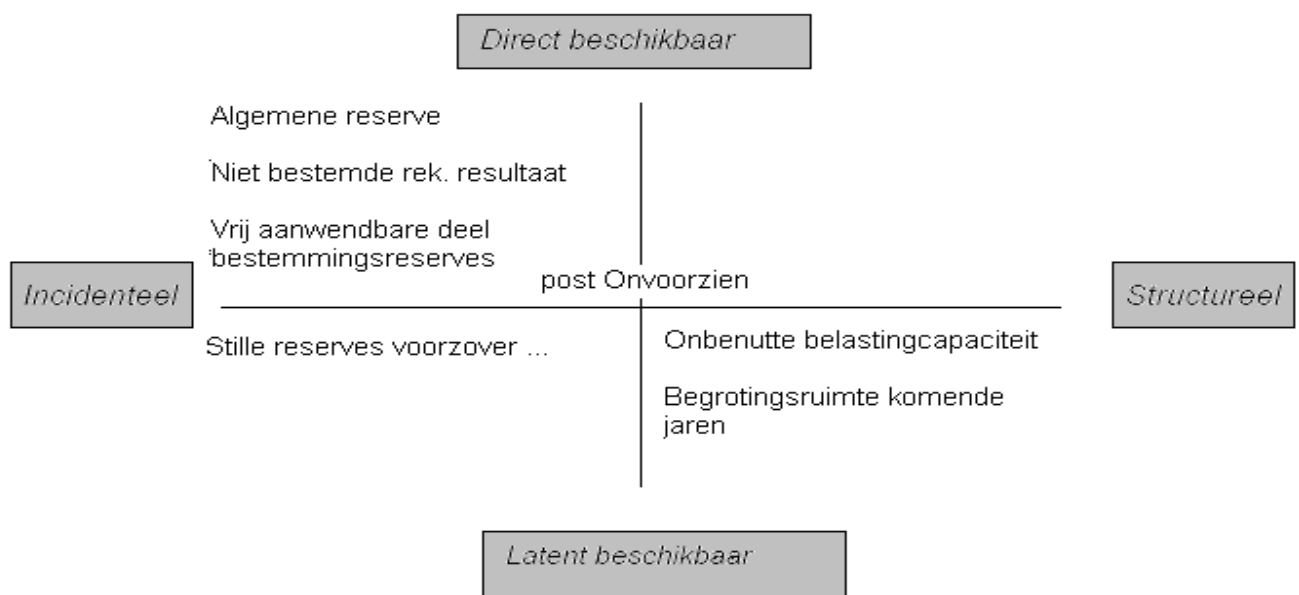 Direct beschikbaar
Algemene reserve
Niet bestemde rek. resultaat
Vrij aanwendbare deel
bestemmingsreserves
post Onvoorzien
Incidenteel
Structureel
Stille reserves voorzover ...
Onbenutte belastingcapaciteit
Begrotingsruimte komende
jaren
Latent beschikbaar